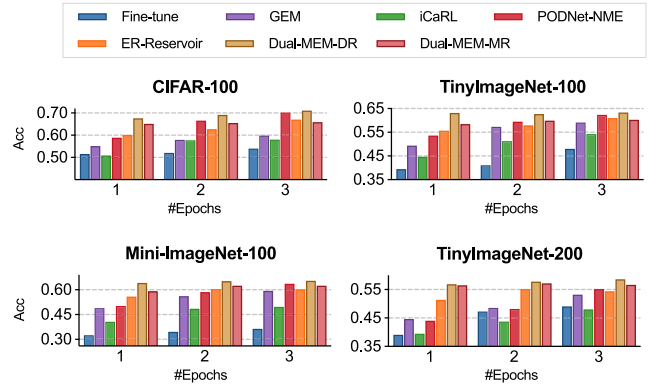 Fine-tune GEM iCaRL PODNet-NME
ER-Reservoir Dual-MEM-DR Dual-MEM-MR
CIFAR-100
Acc
0.70
0.60
0.50
1 2 3
#Epochs
TinyImageNet-100
0.65
0.55
0.45
0.35
1 2 3
#Epochs
Mini-ImageNet-100
Acc
0.60
0.45
0.30
1 2 3
#Epochs
TinyImageNet-200
0.55
0.45
0.35
1 2 3
#Epochs